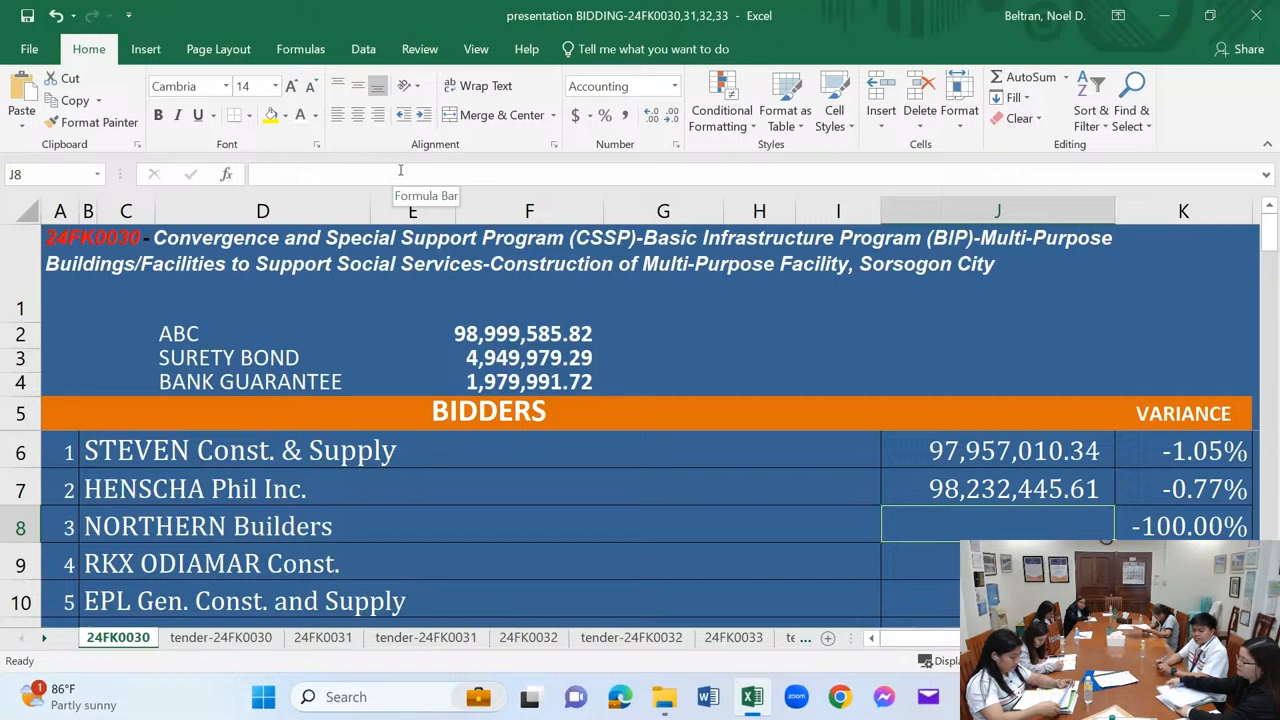 presentation BIDDING-24FK0030,31,32,33 - Excel
Beltran, Noel D.
File Home Insert Page Layout Formulas Data Review View Help Tell me what you want to do Share
Paste
Cut
Copy
Format Painter
Clipboard
Cambria 14
B I U
Font
Wrap Text
Merge & Center
Alignment
Accounting
$ % ,
Number
Conditional Formatting
Format as Table
Cell Styles
Styles
Insert Delete Format
Cells
AutoSum
Fill
Clear
Sort & Filter
Find & Select
Editing
J8
fx
Formula Bar
A B C D E F G H I J K
24FK0030 - Convergence and Special Support Program (CSSP)-Basic Infrastructure Program (BIP)-Multi-Purpose
Buildings/Facilities to Support Social Services-Construction of Multi-Purpose Facility, Sorsogon City
1
2 ABC 98,999,585.82
3 SURETY BOND 4,949,979.29
4 BANK GUARANTEE 1,979,991.72
5 BIDDERS VARIANCE
6 1 STEVEN Const. & Supply 97,957,010.34 -1.05%
7 2 HENSCHA Phil Inc. 98,232,445.61 -0.77%
8 3 NORTHERN Builders -100.00%
9 4 RKX ODIAMAR Const.
10 5 EPL Gen. Const. and Supply
24FK0030 tender-24FK0030 24FK0031 tender-24FK0031 24FK0032 tender-24FK0032 24FK0033 te ...
Ready
Displ
1
86°F
Partly sunny
Search
zoom